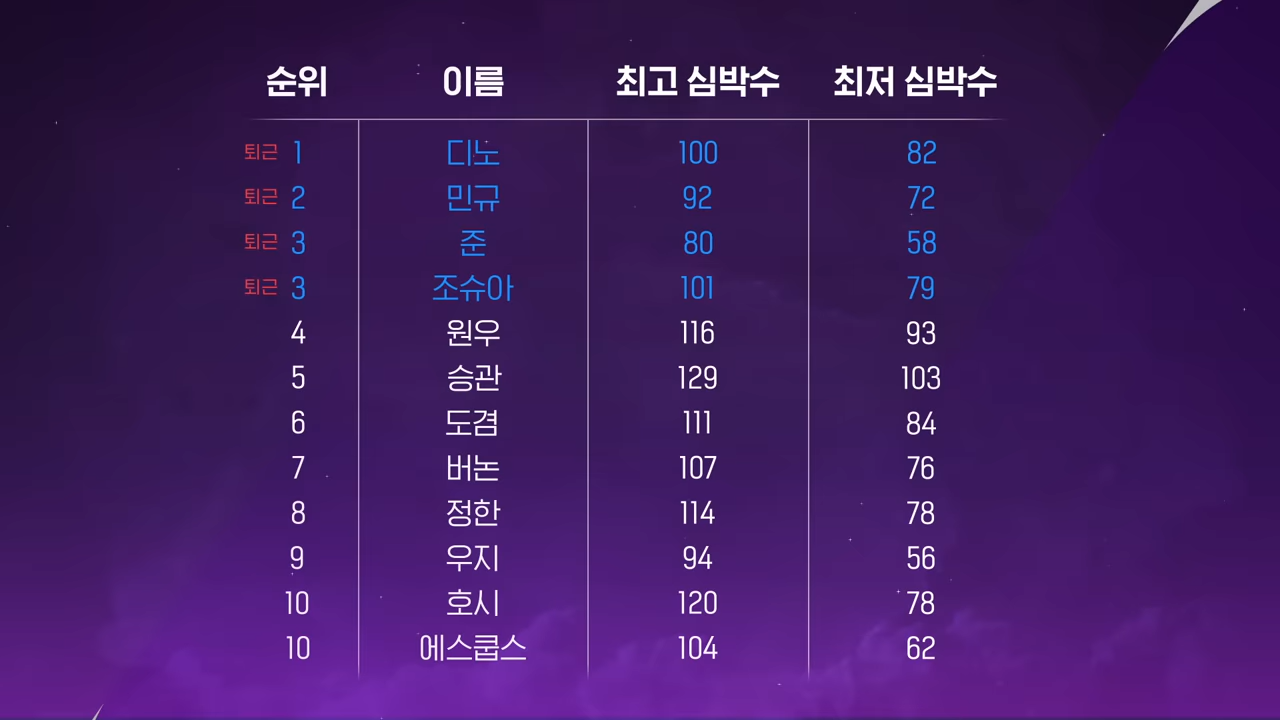 순위 이름 최고 심박수 최저 심박수
퇴근 1 디노 100 82
퇴근 2 민규 92 72
퇴근 3 준 80 58
퇴근 3 조슈아 101 79
4 원우 116 93
5 승관 129 103
6 도겸 111 84
7 버논 107 76
8 정한 114 78
9 우지 94 56
10 호시 120 78
10 에스쿱스 104 62